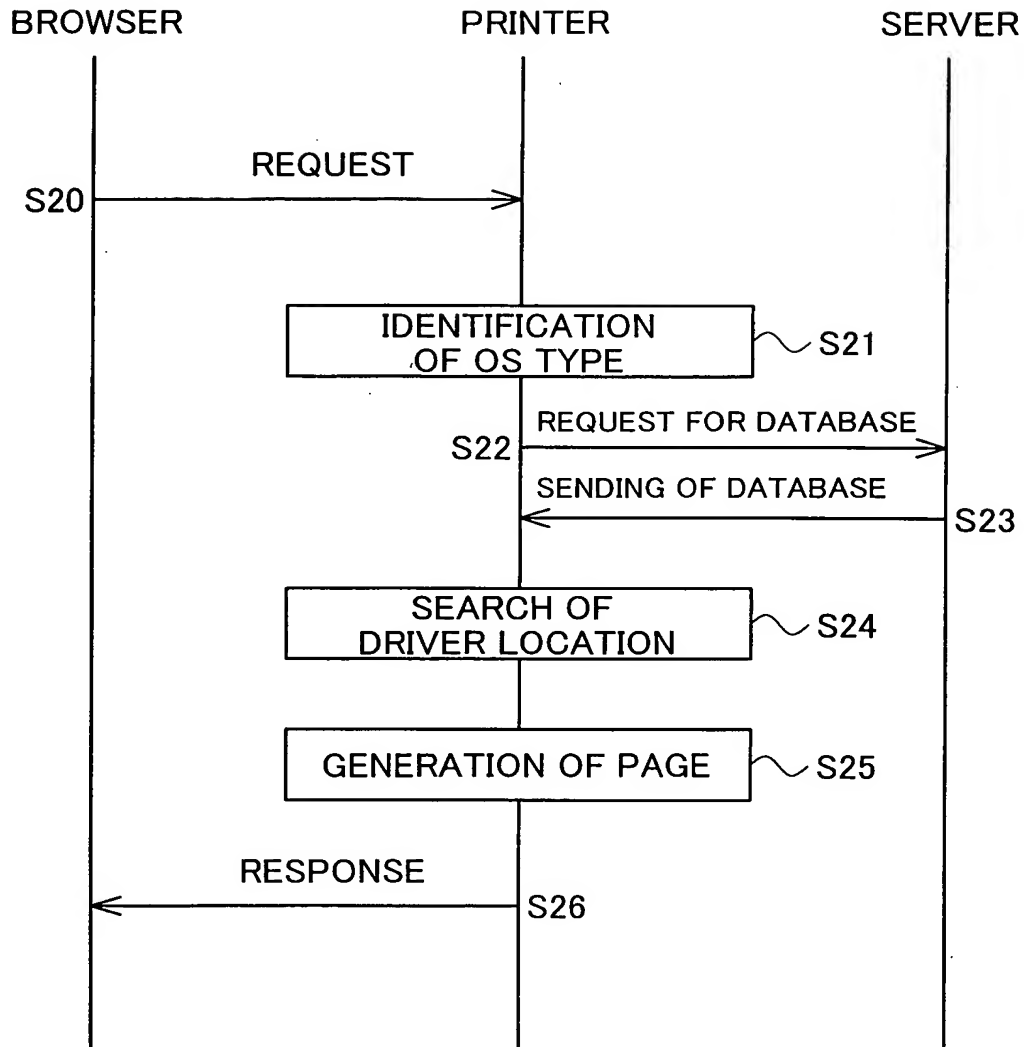 BROWSER PRINTER SERVER
REQUEST
S20
IDENTIFICATION
OF OS TYPE
S21
REQUEST FOR DATABASE
S22
SENDING OF DATABASE
S23
SEARCH OF
DRIVER LOCATION
S24
GENERATION OF PAGE
S25
RESPONSE
S26